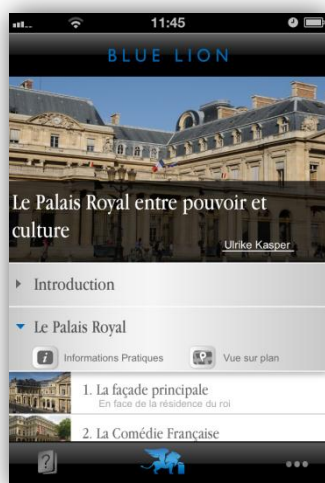 11:45
BLUE LION
Le Palais Royal entre pouvoir et
culture
Ulrike Kasper
Introduction
Le Palais Royal
Informations Pratiques
Vue sur plan
1. La façade principale
En face de la résidence du roi
2. La Comédie Française